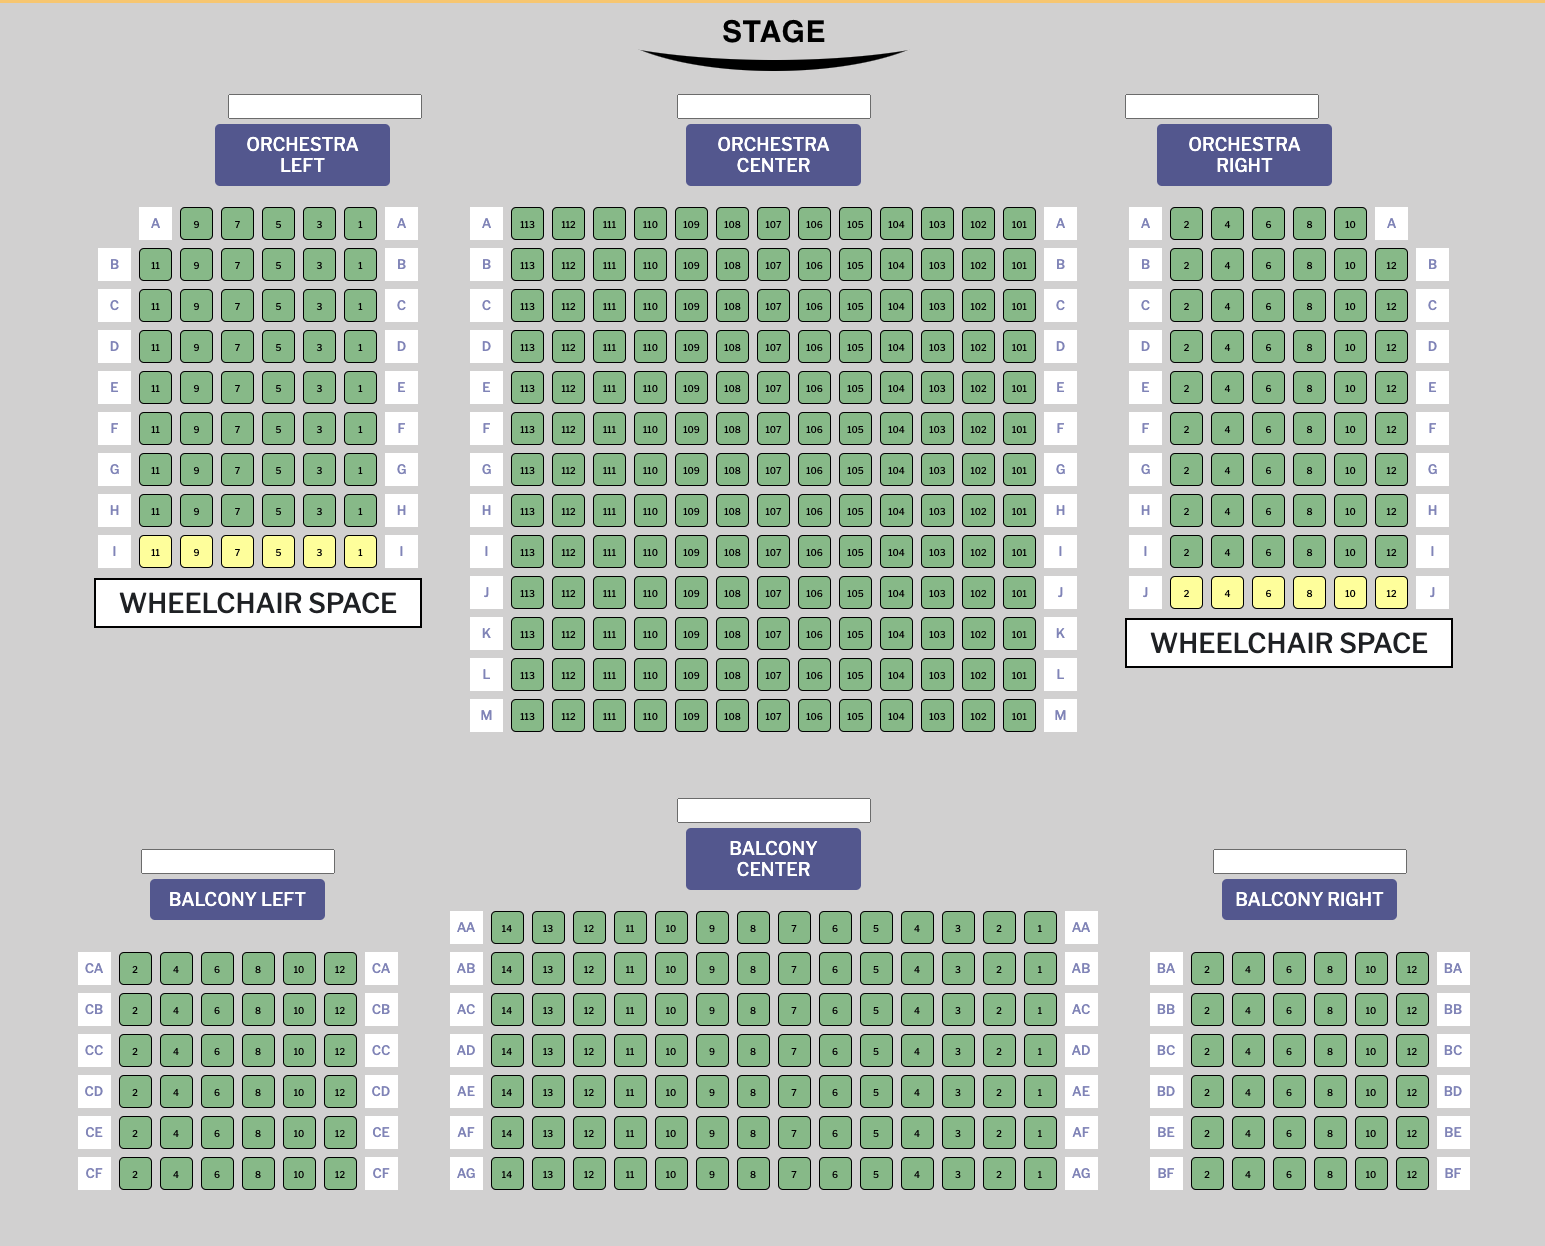 STAGE
ORCHESTRA
LEFT
ORCHESTRA
CENTER
ORCHESTRA
RIGHT
A 9 7 5 3 1 A A 113 112 111 110 109 108 107 106 105 104 103 102 101 A A 2 4 6 8 10 A
B 11 9 7 5 3 1 B B 113 112 111 110 109 108 107 106 105 104 103 102 101 B B 2 4 6 8 10 12 B
C 11 9 7 5 3 1 C C 113 112 111 110 109 108 107 106 105 104 103 102 101 C C 2 4 6 8 10 12 C
D 11 9 7 5 3 1 D D 113 112 111 110 109 108 107 106 105 104 103 102 101 D D 2 4 6 8 10 12 D
E 11 9 7 5 3 1 E E 113 112 111 110 109 108 107 106 105 104 103 102 101 E E 2 4 6 8 10 12 E
F 11 9 7 5 3 1 F F 113 112 111 110 109 108 107 106 105 104 103 102 101 F F 2 4 6 8 10 12 F
G 11 9 7 5 3 1 G G 113 112 111 110 109 108 107 106 105 104 103 102 101 G G 2 4 6 8 10 12 G
H 11 9 7 5 3 1 H H 113 112 111 110 109 108 107 106 105 104 103 102 101 H H 2 4 6 8 10 12 H
I 11 9 7 5 3 1 I I 113 112 111 110 109 108 107 106 105 104 103 102 101 I I 2 4 6 8 10 12 I
J 113 112 111 110 109 108 107 106 105 104 103 102 101 J J 2 4 6 8 10 12 J
WHEELCHAIR SPACE
K 113 112 111 110 109 108 107 106 105 104 103 102 101 K
WHEELCHAIR SPACE
L 113 112 111 110 109 108 107 106 105 104 103 102 101 L
M 113 112 111 110 109 108 107 106 105 104 103 102 101 M
BALCONY
CENTER
BALCONY LEFT
BALCONY RIGHT
AA 14 13 12 11 10 9 8 7 6 5 4 3 2 1 AA
CA 2 4 6 8 10 12 CA AB 14 13 12 11 10 9 8 7 6 5 4 3 2 1 AB BA 2 4 6 8 10 12 BA
CB 2 4 6 8 10 12 CB AC 14 13 12 11 10 9 8 7 6 5 4 3 2 1 AC BB 2 4 6 8 10 12 BB
CC 2 4 6 8 10 12 CC AD 14 13 12 11 10 9 8 7 6 5 4 3 2 1 AD BC 2 4 6 8 10 12 BC
CD 2 4 6 8 10 12 CD AE 14 13 12 11 10 9 8 7 6 5 4 3 2 1 AE BD 2 4 6 8 10 12 BD
CE 2 4 6 8 10 12 CE AF 14 13 12 11 10 9 8 7 6 5 4 3 2 1 AF BE 2 4 6 8 10 12 BE
CF 2 4 6 8 10 12 CF AG 14 13 12 11 10 9 8 7 6 5 4 3 2 1 AG BF 2 4 6 8 10 12 BF